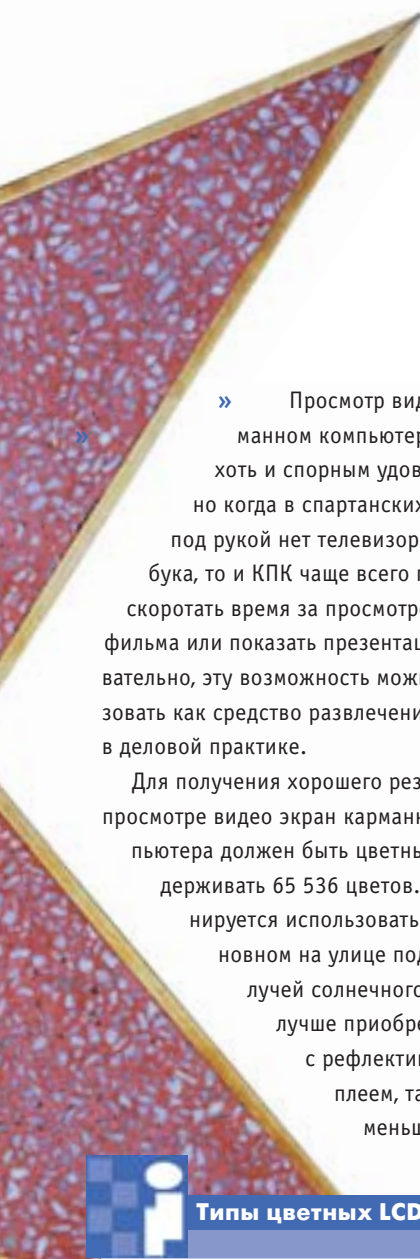 » Просмотр вид
» манном компьютер
хоть и спорным удов
но когда в спартанских
под рукой нет телевизор
бука, то и КПК чаще всего
скоротать время за просмотр
фильма или показать презентац
вательно, эту возможность мож
зовать как средство развлечени
в деловой практике.
Для получения хорошего рез
просмотре видео экран карман
пьютера должен быть цветны
держивать 65 536 цветов.
нируется использовать
новном на улице под
лучей солнечного
лучше приобре
с рефлекти
плеем, та
меньш
Типы цветных LCD